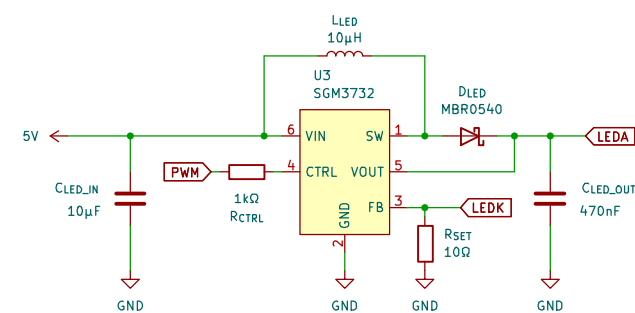 LLED
10µH
U3
SGM3732
DLED
MBR0540
5V
6
VIN
SW
1
LEDA
PWM
4
CTRL
VOUT
5
1kΩ
RCTRL
CLED_IN
10µF
FB
3
LEDK
CLED_OUT
470nF
GND
2
RSET
10Ω
GND
GND
GND
GND